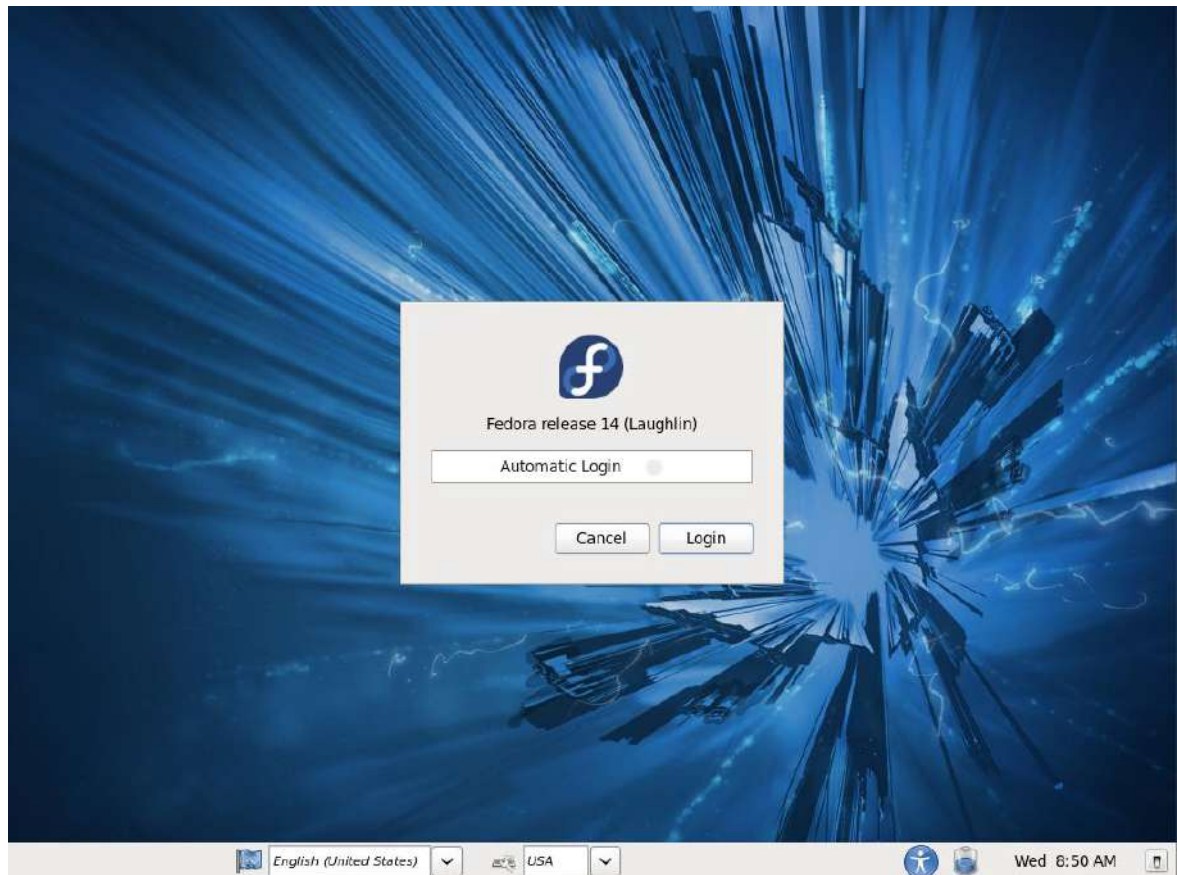 Fedora release 14 (Laughlin)
Automatic Login
Cancel Login
English (United States) USA Wed 8:50 AM